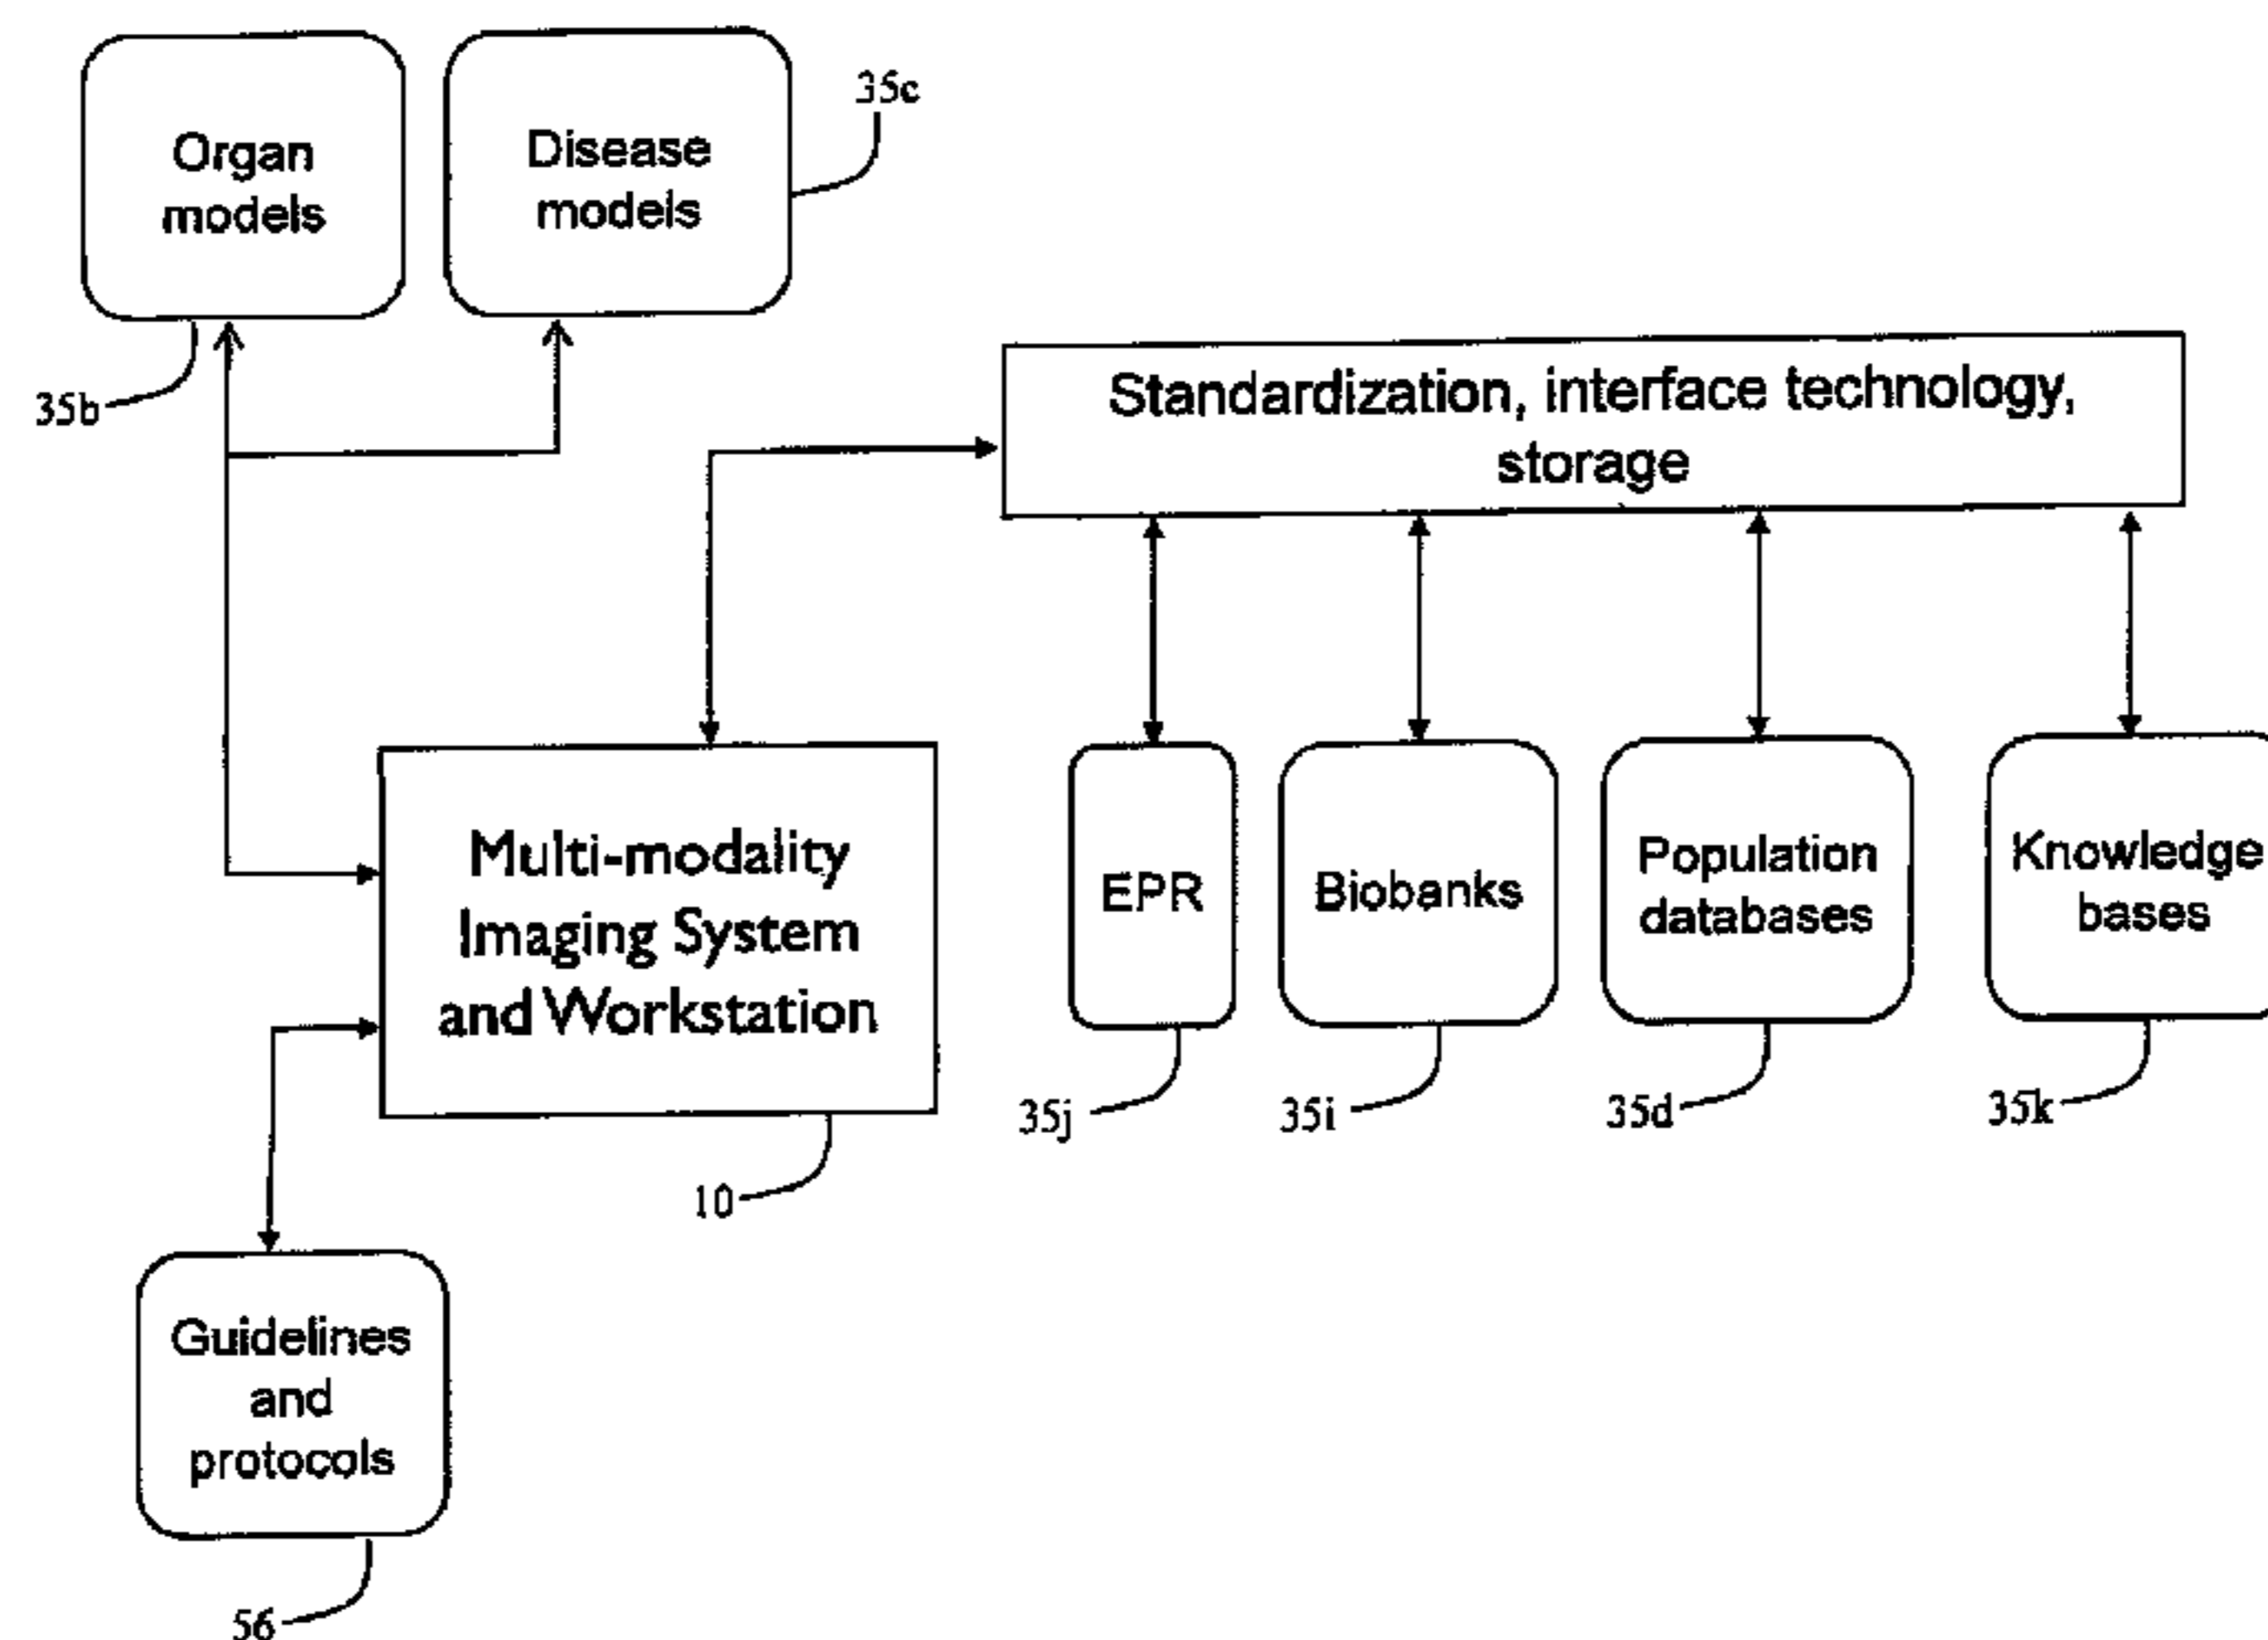 Organ
models
Disease
models
35c
35b
Standardization, interface technology,
storage
Multi-modality
Imaging System
and Workstation
EPR
Biobanks
Population
databases
Knowledge
bases
35j
35i
35d
35k
10
Guidelines
and
protocols
56